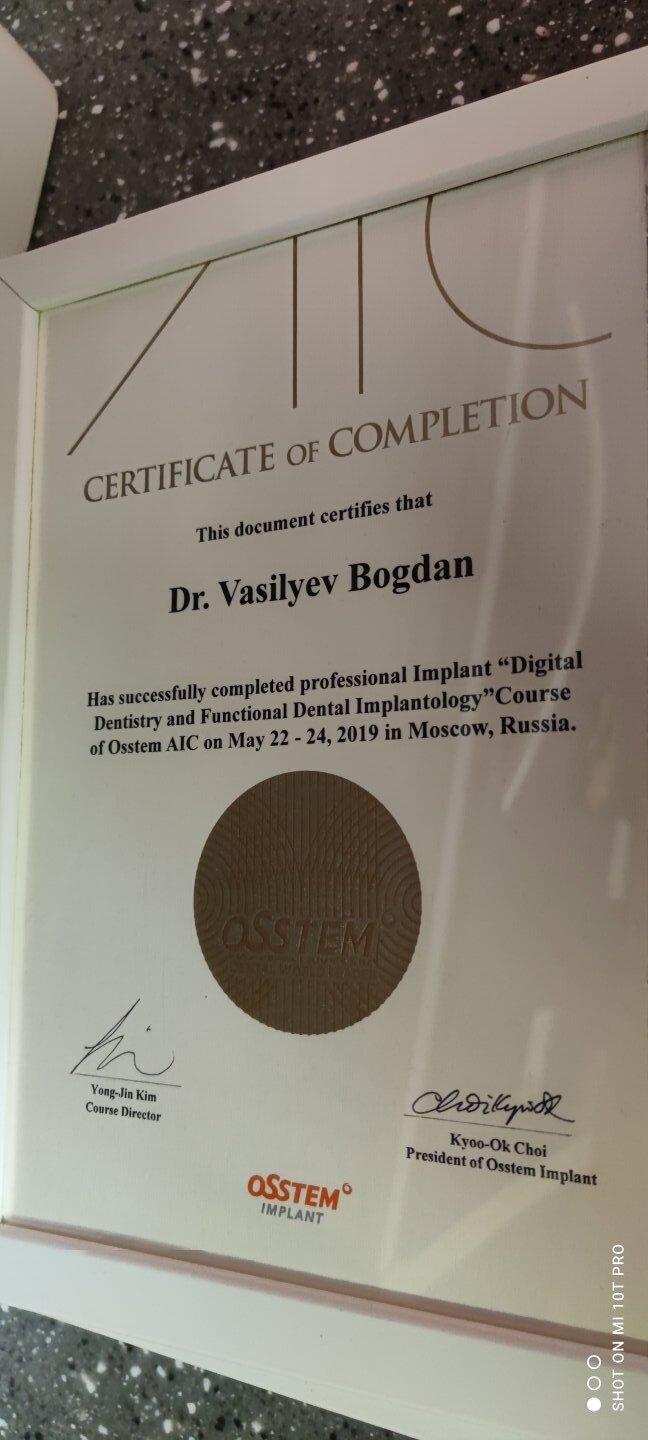 AIC
CERTIFICATE OF COMPLETION
This document certifies that
Dr. Vasilyev Bogdan
Has successfully completed professional Implant “Digital
Dentistry and Functional Dental Implantology”Course
of Osstem AIC on May 22 - 24, 2019 in Moscow, Russia.
OSSTEM
Yong-Jin Kim
Course Director
Kyoo-Ok Choi
President of Osstem Implant
OSSTEM
IMPLANT
SHOT ON MI 10T PRO